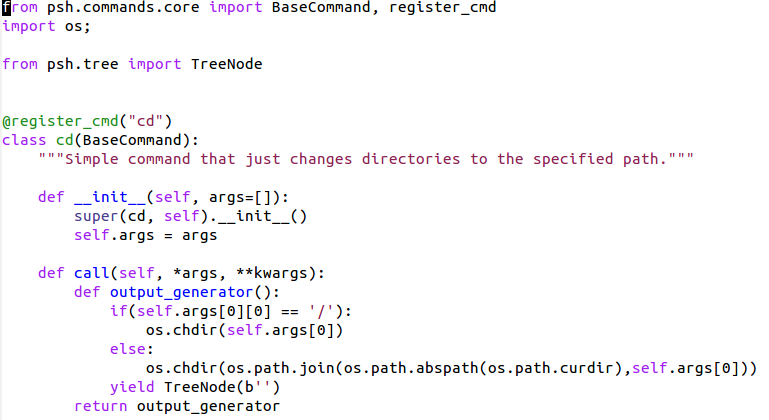 from psh.commands.core import BaseCommand, register_cmd
import os;

from psh.tree import TreeNode


@register_cmd("cd")
class cd(BaseCommand):
    """Simple command that just changes directories to the specified path."""

    def __init__(self, args=[]):
        super(cd, self).__init__()
        self.args = args

    def call(self, *args, **kwargs):
        def output_generator():
            if(self.args[0][0] == '/'):
                os.chdir(self.args[0])
            else:
                os.chdir(os.path.join(os.path.abspath(os.path.curdir),self.args[0]))
            yield TreeNode(b'')
        return output_generator